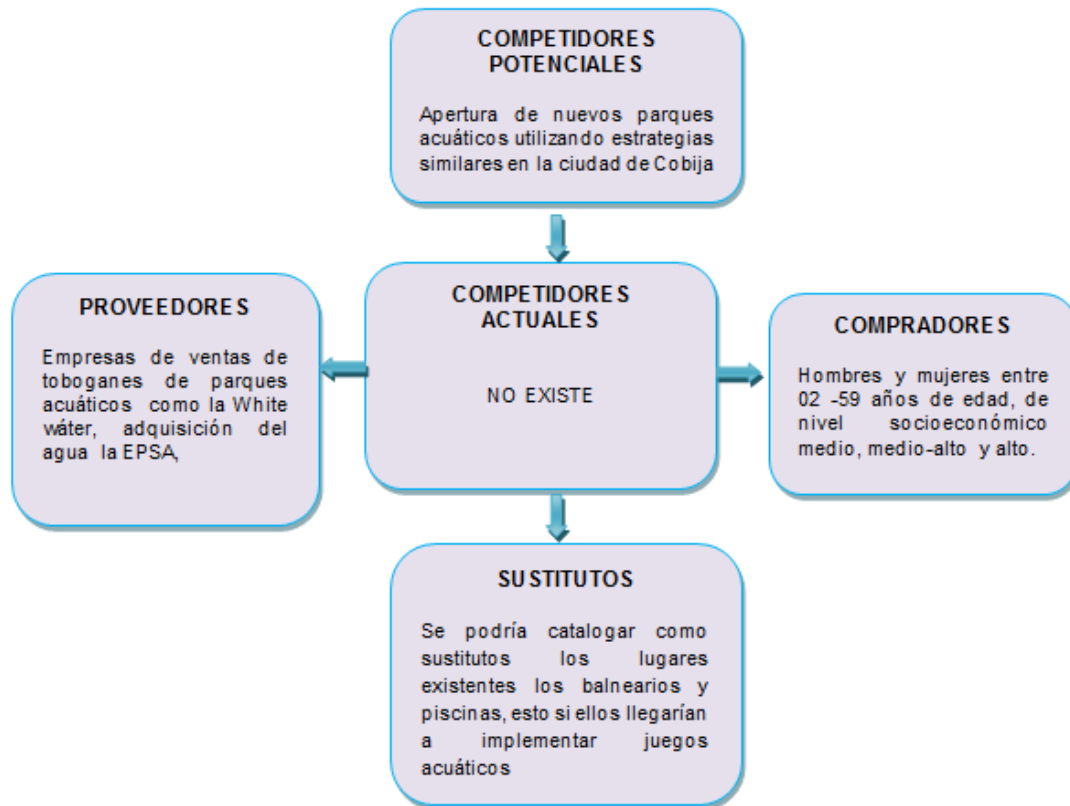 COMPETIDORES
POTENCIALES
Apertura de nuevos parques
acuáticos utilizando estrategias
similares en la ciudad de Cobija
PROVEEDORES
Empresas de ventas de
toboganes de parques
acuáticos como la White
wáter, adquisición del
agua la EPSA,
COMPETIDORES
ACTUALES
NO EXISTE
COMPRADORES
Hombres y mujeres entre
02 -59 años de edad, de
nivel socioeconómico
medio, medio-alto y alto.
SUSTITUTOS
Se podría catalogar como
sustitutos los lugares
existentes los balnearios y
piscinas, esto si ellos llegarían
a implementar juegos
acuáticos